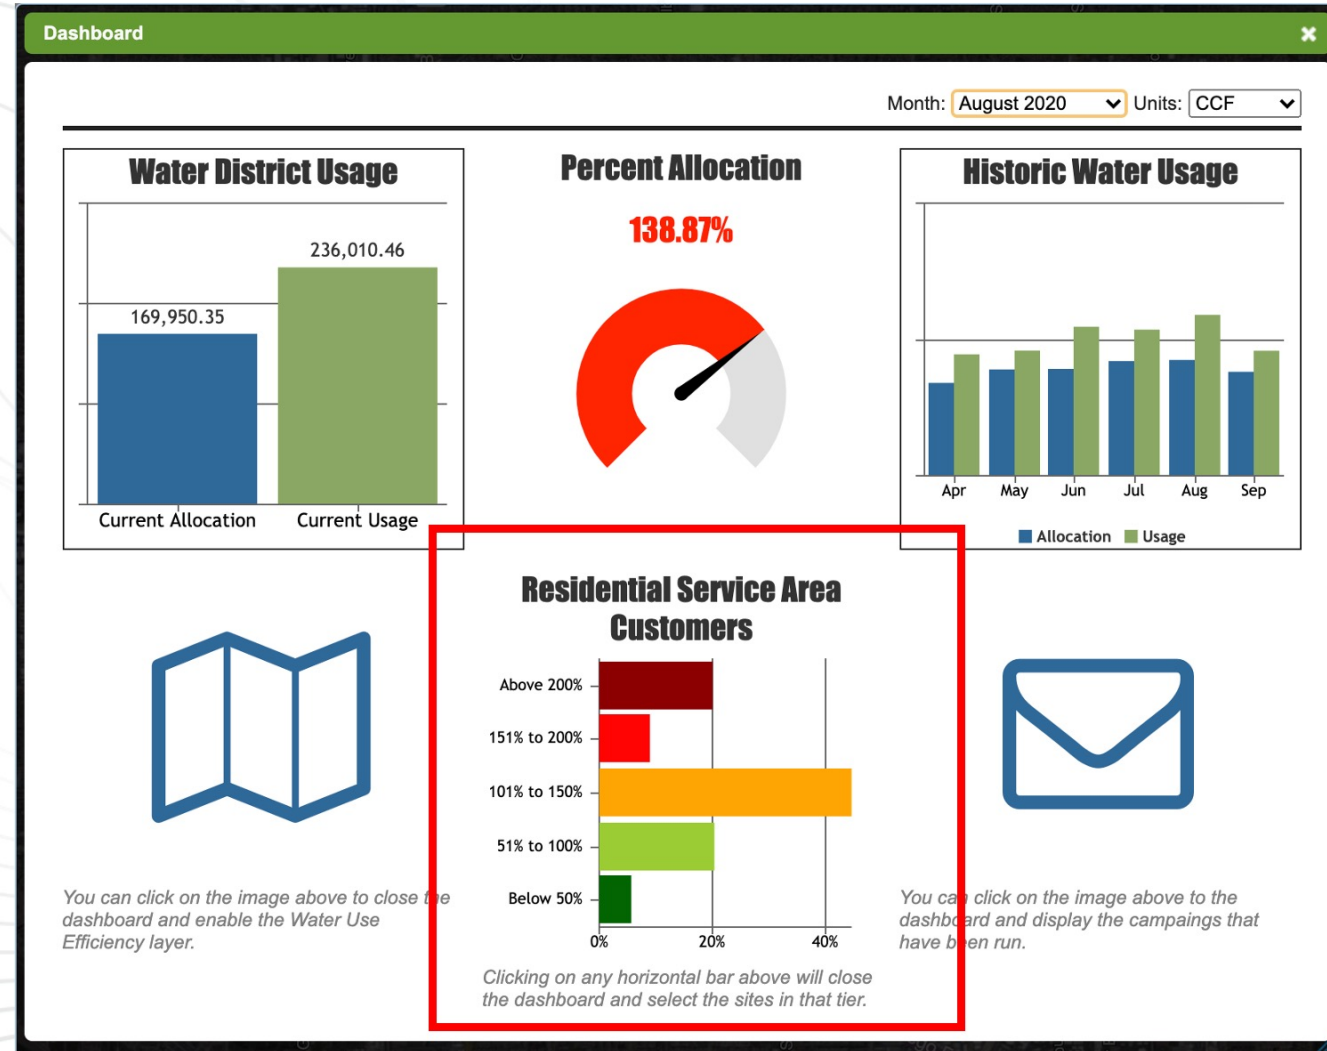 Dashboard
Month: August 2020 Units: CCF
Water District Usage
236,010.46
169,950.35
Current Allocation Current Usage
Percent Allocation
138.87%
Historic Water Usage
Apr May Jun Jul Aug Sep
Allocation Usage
You can click on the image above to close the
dashboard and enable the Water Use
Efficiency layer.
Residential Service Area
Customers
Above 200%
151% to 200%
101% to 150%
51% to 100%
Below 50%
0% 20% 40%
Clicking on any horizontal bar above will close
the dashboard and select the sites in that tier.
You can click on the image above to the
dashboard and display the campaings that
have been run.